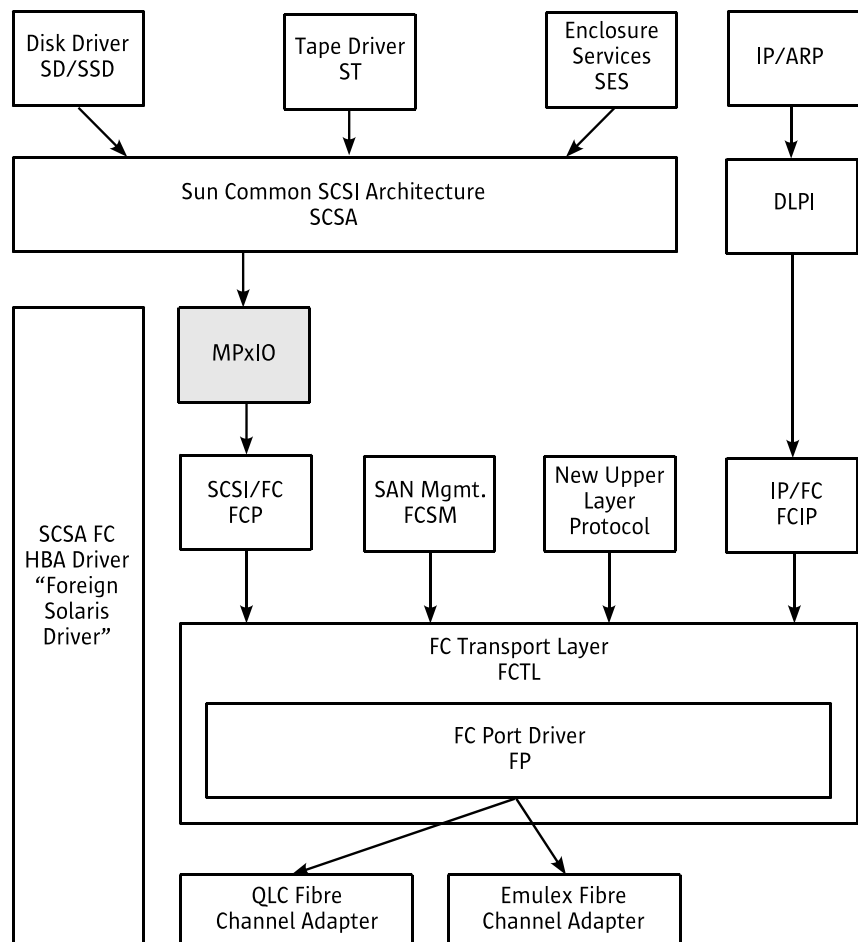 Disk Driver
SD/SSD
Tape Driver
ST
Enclosure
Services
SES
IP/ARP
Sun Common SCSI Architecture
SCSA
DLPI
MPxIO
SCSA FC
HBA Driver
“Foreign
Solaris
Driver”
SCSI/FC
FCP
SAN Mgmt.
FCSM
New Upper
Layer
Protocol
IP/FC
FCIP
FC Transport Layer
FCTL
FC Port Driver
FP
QLC Fibre
Channel Adapter
Emulex Fibre
Channel Adapter